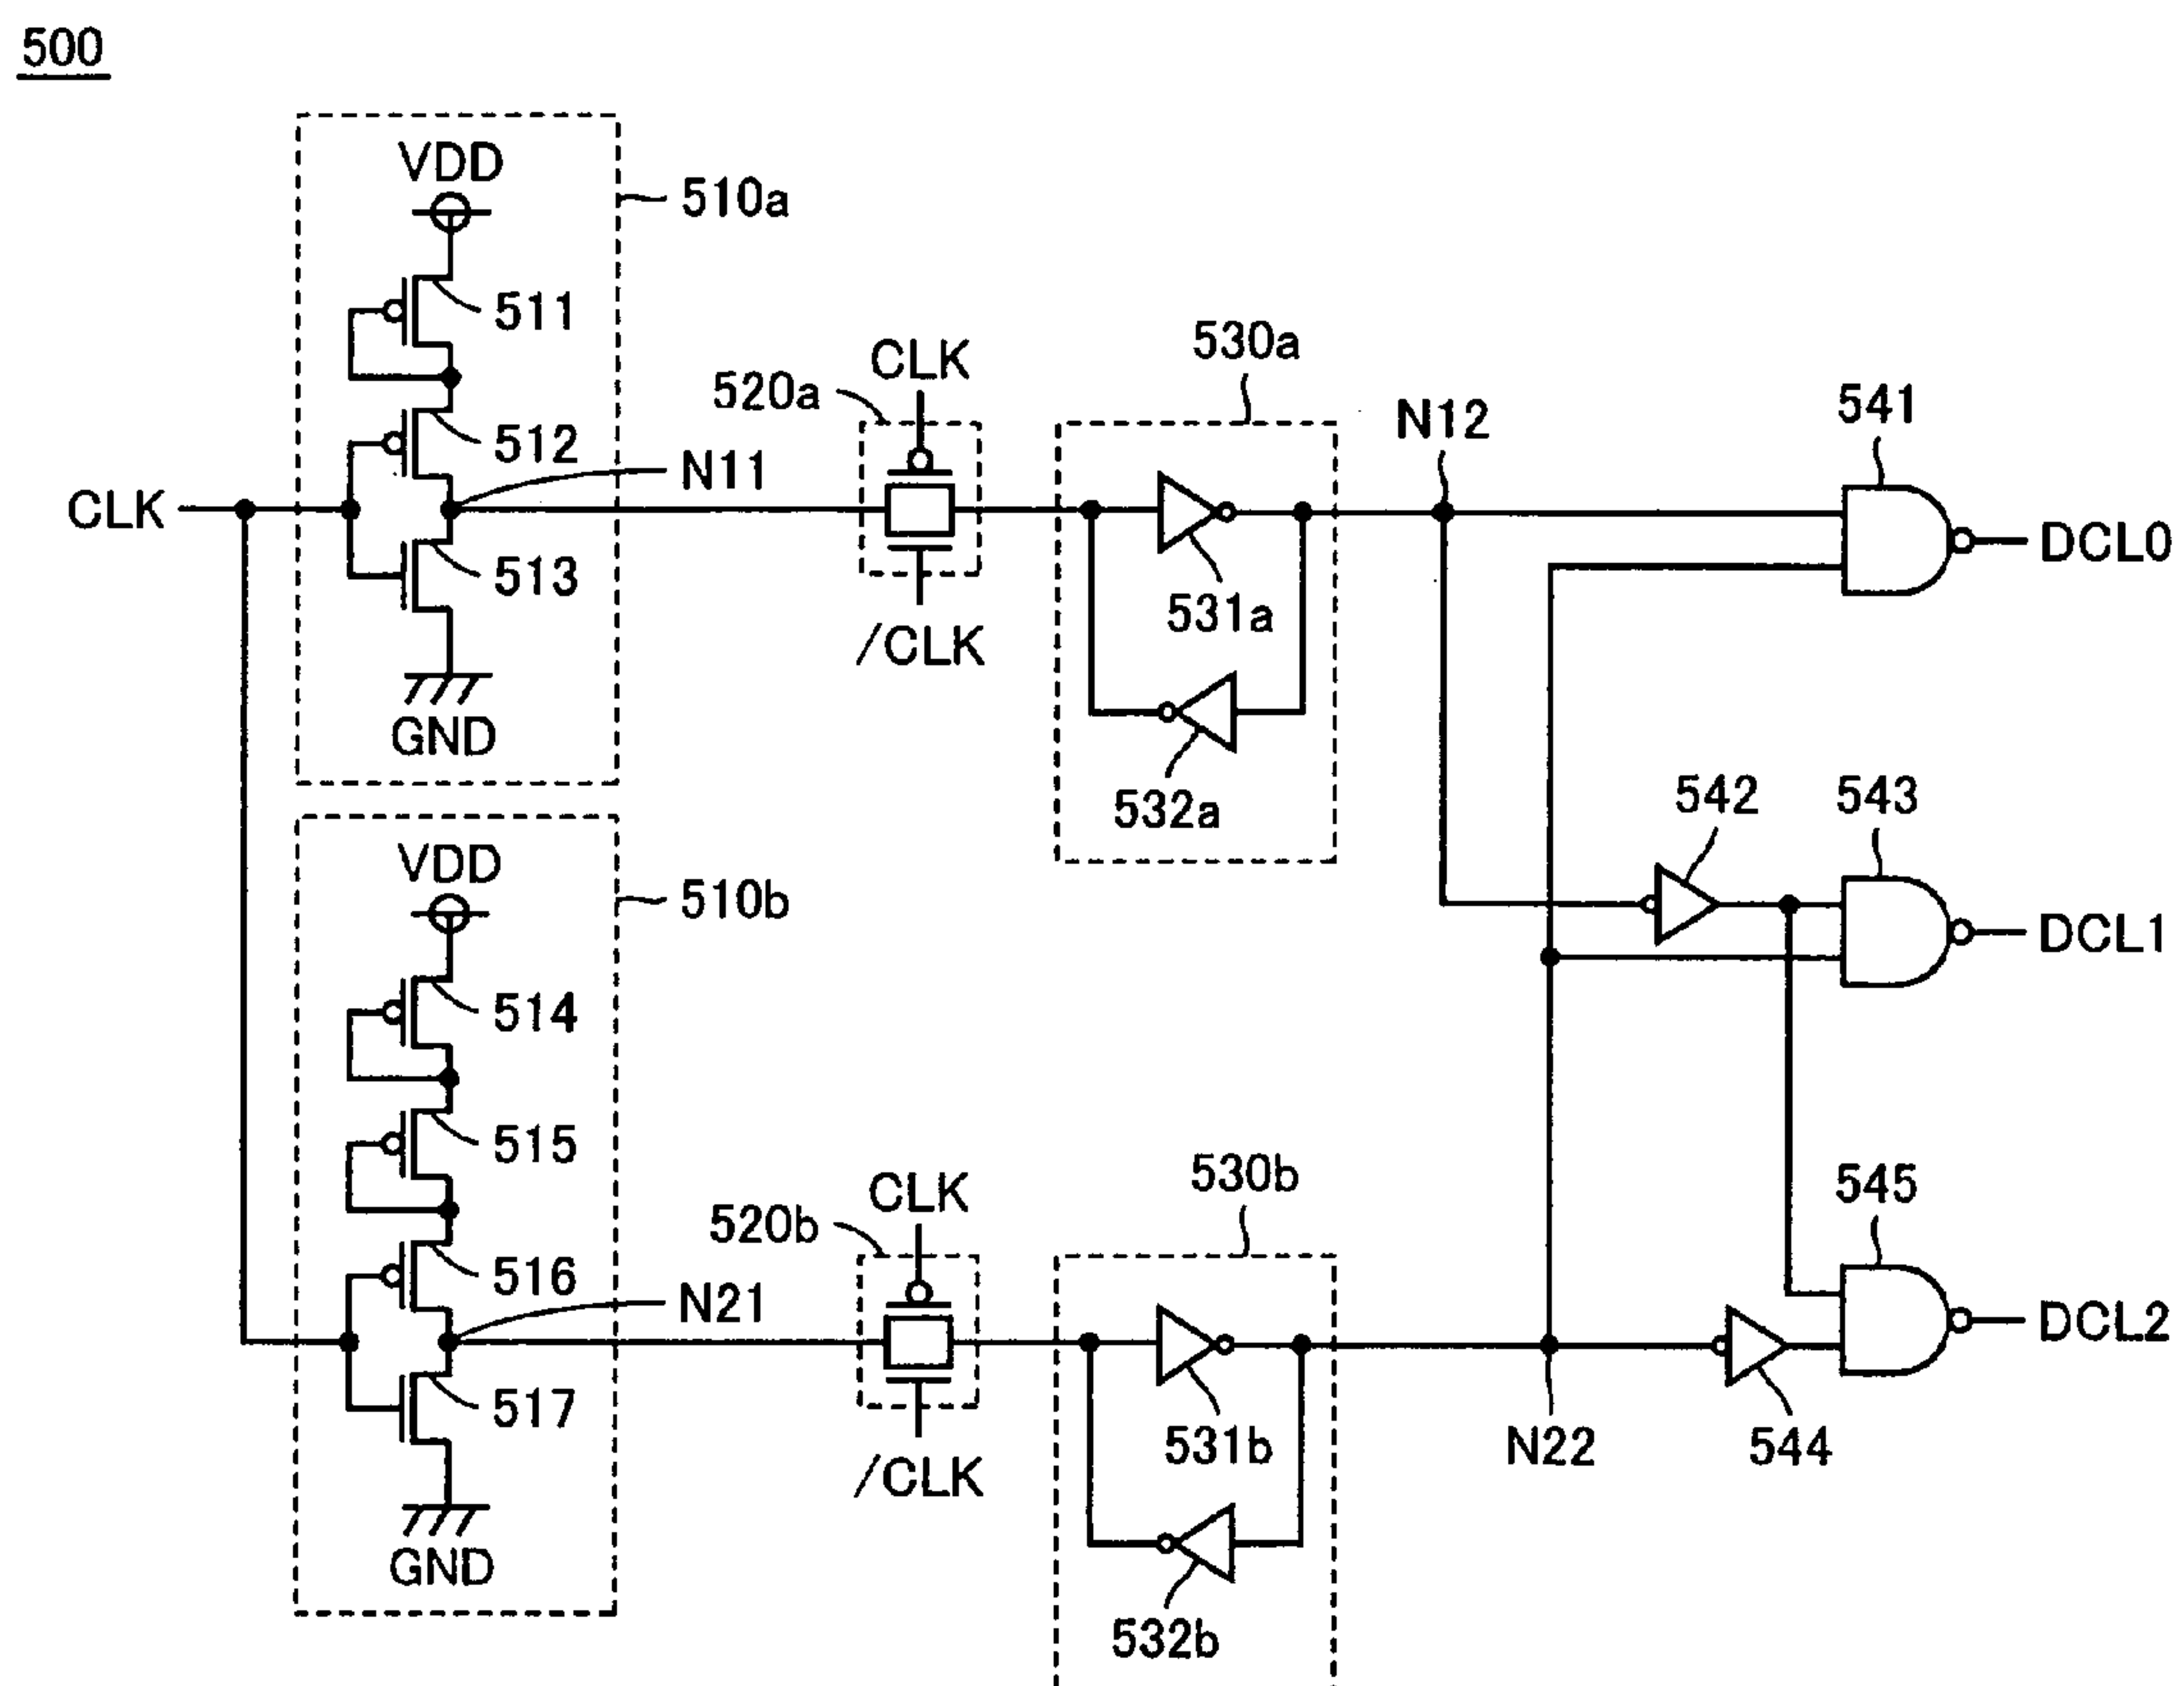 500
VDD
510a
511
512
513
GND
CLK
N11
520a
CLK
/CLK
530a
531a
532a
N12
541
DCL0
542
543
DCL1
VDD
510b
514
515
516
517
GND
N21
520b
CLK
/CLK
530b
531b
532b
N22
544
545
DCL2